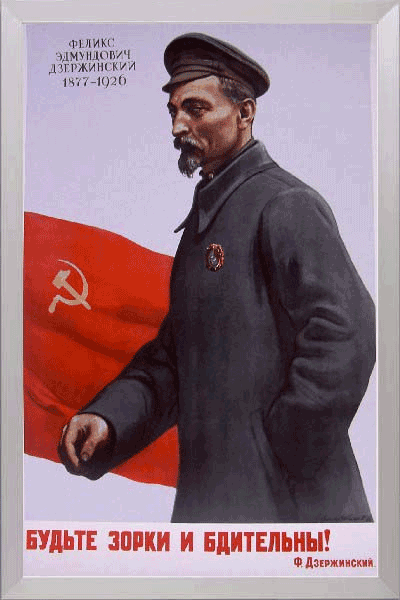 ФЕЛИКС
ЭДМУНДОВИЧ
ДЗЕРЖИНСКИЙ
1877–1926
БУДЬТЕ ЗОРКИ И БДИТЕЛЬНЫ!
Ф. ДЗЕРЖИНСКИЙ.